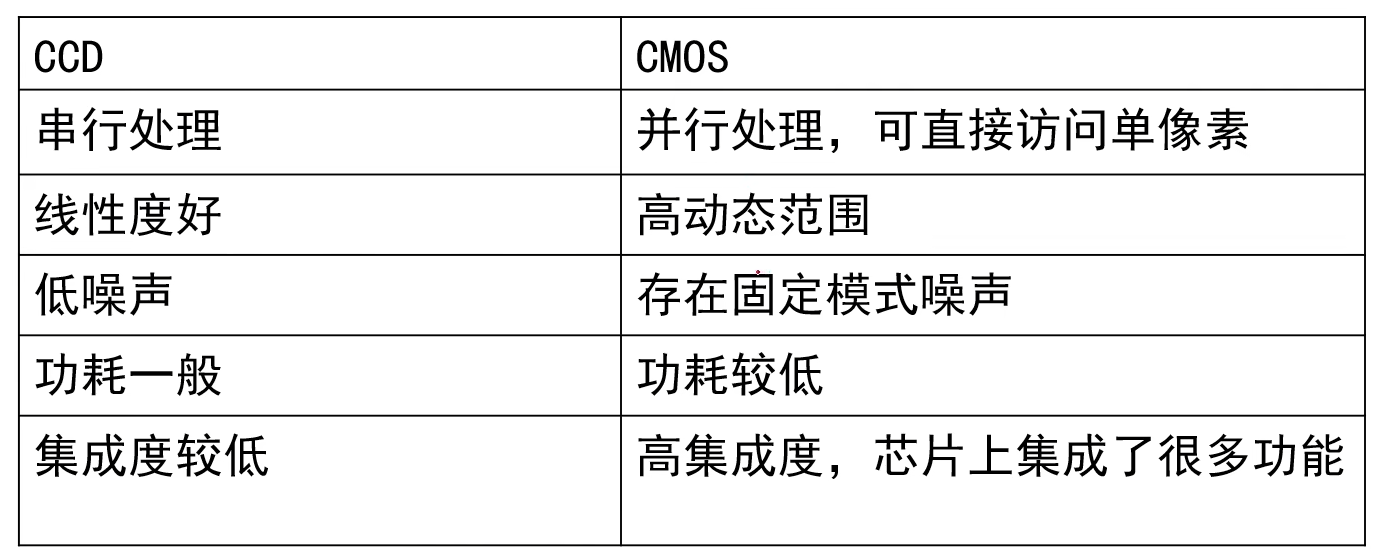 CCD
CMOS
串行处理
并行处理，可直接访问单像素
线性度好
高动态范围
低噪声
存在固定模式噪声
功耗一般
功耗较低
集成度较低
高集成度，芯片上集成了很多功能